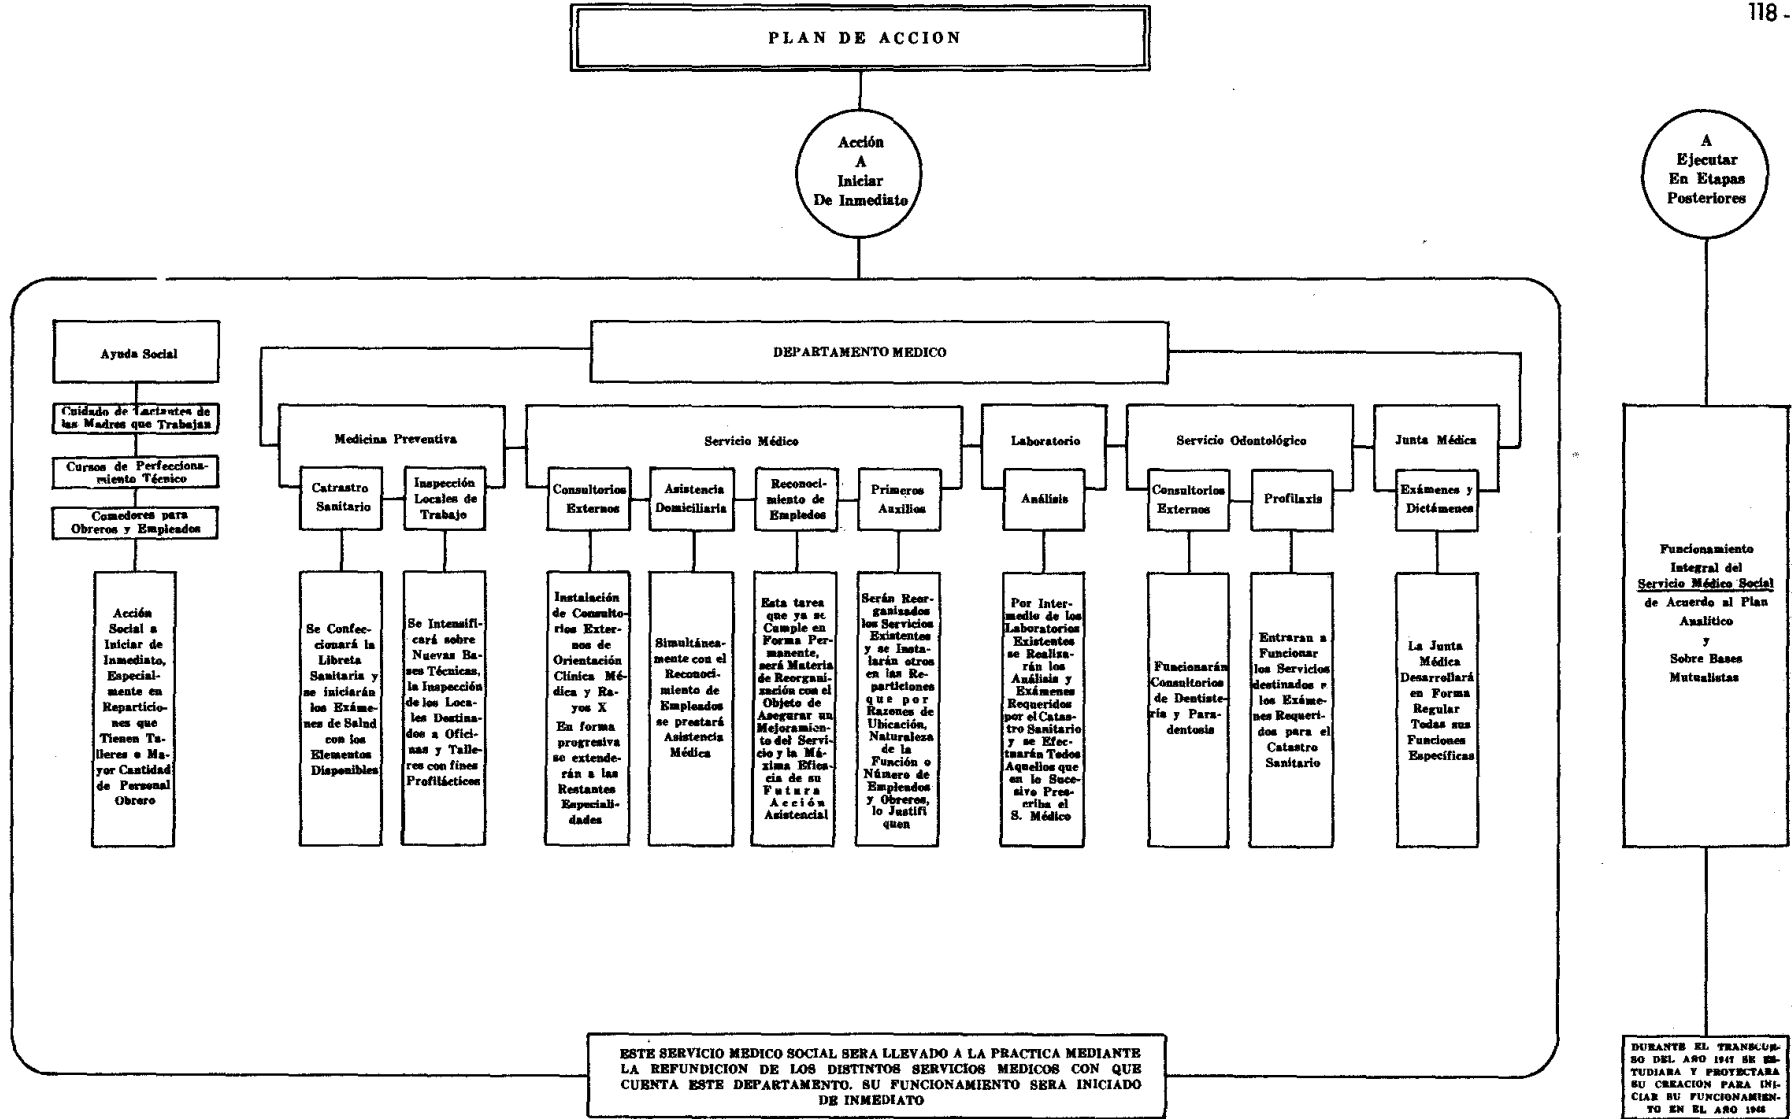 118 -
PLAN DE ACCION
Acción
A
Iniciar
De Inmediato
A
Ejecutar
En Etapas
Posteriores
Ayuda Social
Cuidado de Lactantes de
las Madres que Trabajan
Cursos de Perfecciona-
miento Técnico
Comedores para
Obreros y Empleados
Acción
Social a
Iniciar de
Inmediato,
Especial-
mente en
Reparticio-
nes que
Tienen Ta-
lleres o Ma-
yor Cantidad
de Personal
Obrero
DEPARTAMENTO MEDICO
Medicina Preventiva
Catrastro
Sanitario
Se Confec-
cionará la
Libreta
Sanitaria y
se iniciarán
los Exáme-
nes de Salud
con los
Elementos
Disponibles
Inspección
Locales de
Trabajo
Se Intensifi-
cará sobre
Nuevas Ba-
ses Técnicas,
la Inspección
de los Loca-
les Destina-
dos a Ofici-
nas y Talle-
res con fines
Profilácticos
Servicio Médico
Consultorios
Externos
Instalación
de Consulto-
rios Exter-
nos de
Orientación
Clínica Mé-
dica y Ra-
yos X
En forma
progresiva
se extende-
rán a las
Restantes
Especiali-
dades
Asistencia
Domiciliaria
Simultánea-
mente con el
Reconoci-
miento de
Empleados
se prestará
Asistencia
Médica
Reconoci-
miento de
Empledos
Esta tarea
que ya se
Cumple en
Forma Per-
manente,
será Materia
de Reorgani-
zación con el
Objeto de
Asegurar un
Mejoramien-
to del Servi-
cio y la Má-
xima Efica-
cia de su
Futura
Acción
Asistencial
Primeros
Auxilios
Serán Reor-
ganizados
los Servicios
Existentes
y se Insta-
larán otros
en las Re-
particiones
que por
Razones de
Ubicación,
Naturaleza
de la
Función o
Número de
Empleados
y Obreros,
lo Justifi
quen
Laboratorio
Análisis
Por Inter-
medio de los
Laboratorios
Existentes
se Realiza-
rán los
Análisis y
Exámenes
Requeridos
por el Catas-
tro Sanitario
y se Efec-
tuarán Todos
Aquellos que
en lo Suce-
sivo Pres-
criba el
S. Médico
Servicio Odontológico
Consultorios
Externos
Funcionarán
Consultorios
de Dentiste-
ría y Para-
dentosis
Profilaxis
Entraran a
Funcionar
los Servicios
destinados a
los Exáme-
nes Requeri-
dos para el
Catastro
Sanitario
Junta Médica
Exámenes y
Dictámenes
La Junta
Médica
Desarrollará
en Forma
Regular
Todas sus
Funciones
Específicas
Funcionamiento
Integral del
Servicio Médico Social
de Acuerdo al Plan
Analítico
y
Sobre Bases
Mutualistas
ESTE SERVICIO MEDICO SOCIAL SERA LLEVADO A LA PRACTICA MEDIANTE
LA REFUNDICION DE LOS DISTINTOS SERVICIOS MEDICOS CON QUE
CUENTA ESTE DEPARTAMENTO. SU FUNCIONAMIENTO SERA INICIADO
DE INMEDIATO
DURANTE EL TRANSCUR-
SO DEL AÑO 1947 SE ES-
TUDIARA Y PROYECTARA
SU CREACION PARA INI-
CIAR SU FUNCIONAMIEN-
TO EN EL AÑO 1948